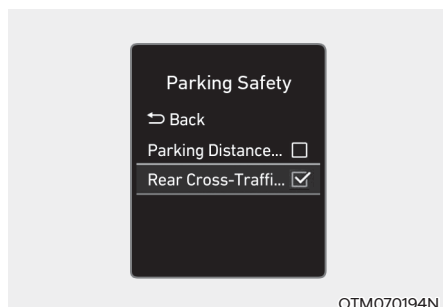 Parking Safety
Back
Parking Distance...
Rear Cross-Traffi...
OTM070194N